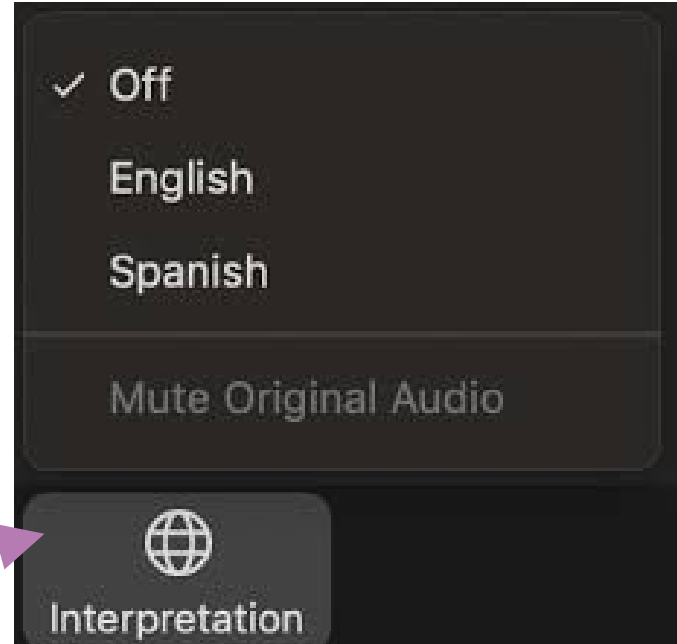 Off
English
Spanish
Mute Original Audio
Interpretation